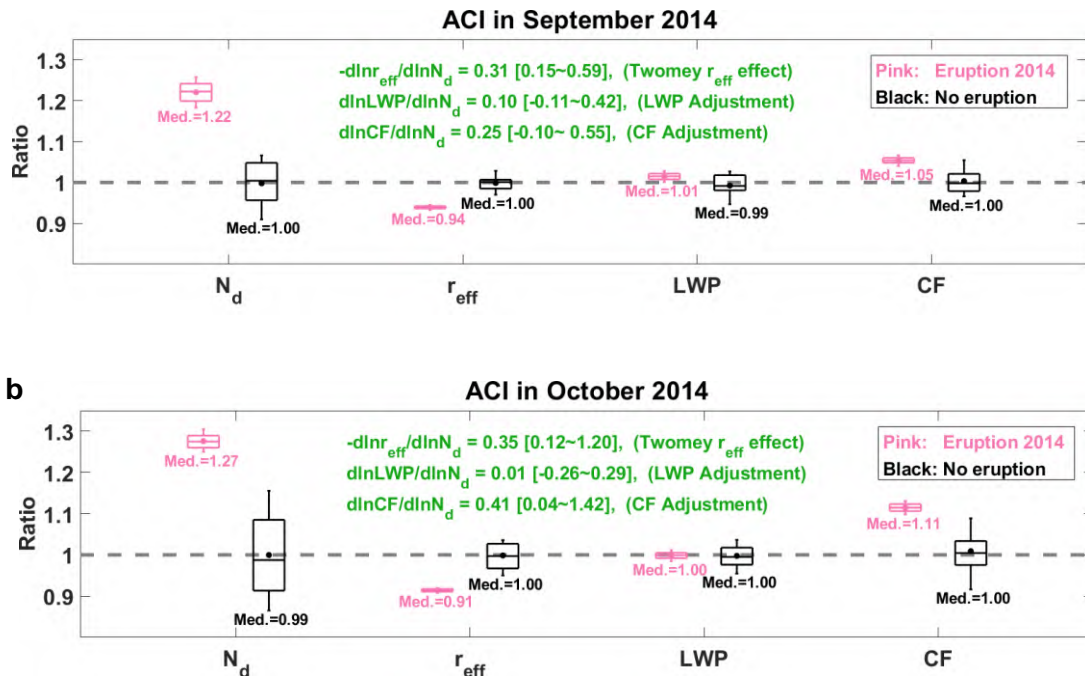 ACI in September 2014
1.3
1.2
1.1
1
0.9
Ratio
-dlnr_eff/dlnN_d = 0.31 [0.15~0.59], (Twomey r_eff effect)
dlnLWP/dlnN_d = 0.10 [-0.11~0.42], (LWP Adjustment)
dlnCF/dlnN_d = 0.25 [-0.10~ 0.55], (CF Adjustment)
Pink: Eruption 2014
Black: No eruption
Med.=1.22
Med.=1.00
Med.=0.94
Med.=1.00
Med.=1.01
Med.=0.99
Med.=1.05
Med.=1.00
N_d
r_eff
LWP
CF
b
ACI in October 2014
1.3
1.2
1.1
1
0.9
Ratio
-dlnr_eff/dlnN_d = 0.35 [0.12~1.20], (Twomey r_eff effect)
dlnLWP/dlnN_d = 0.01 [-0.26~0.29], (LWP Adjustment)
dlnCF/dlnN_d = 0.41 [0.04~1.42], (CF Adjustment)
Pink: Eruption 2014
Black: No eruption
Med.=1.27
Med.=0.99
Med.=0.91
Med.=1.00
Med.=1.00
Med.=1.00
Med.=1.11
Med.=1.00
N_d
r_eff
LWP
CF